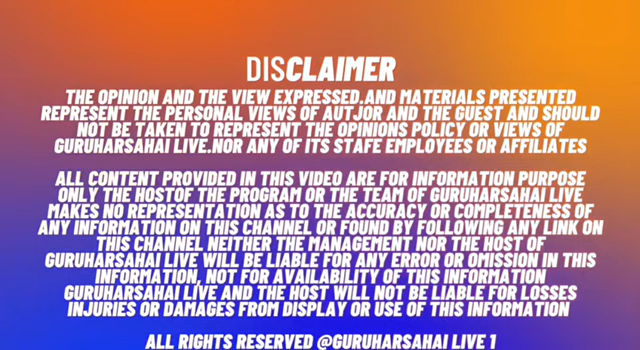 DISCLAIMER
THE OPINION AND THE VIEW EXPRESSED.AND MATERIALS PRESENTED
REPRESENT THE PERSONAL VIEWS OF AUTJOR AND THE GUEST AND SHOULD
NOT BE TAKEN TO REPRESENT THE OPINIONS POLICY OR VIEWS OF
GURUHARSAHAI LIVE.NOR ANY OF ITS STAFE EMPLOYEES OR AFFILIATES
ALL CONTENT PROVIDED IN THIS VIDEO ARE FOR INFORMATION PURPOSE
ONLY THE HOSTOF THE PROGRAM OR THE TEAM OF GURUHARSAHAI LIVE
MAKES NO REPRESENTATION AS TO THE ACCURACY OR COMPLETENESS OF
ANY INFORMATION ON THIS CHANNEL OR FOUND BY FOLLOWING ANY LINK ON
THIS CHANNEL NEITHER THE MANAGEMENT NOR THE HOST OF
GURUHARSAHAI LIVE WILL BE LIABLE FOR ANY ERROR OR OMISSION IN THIS
INFORMATION, NOT FOR AVAILABILITY OF THIS INFORMATION
GURUHARSAHAI LIVE AND THE HOST WILL NOT BE LIABLE FOR LOSSES
INJURIES OR DAMAGES FROM DISPLAY OR USE OF THIS INFORMATION
ALL RIGHTS RESERVED @GURUHARSAHAI LIVE 1